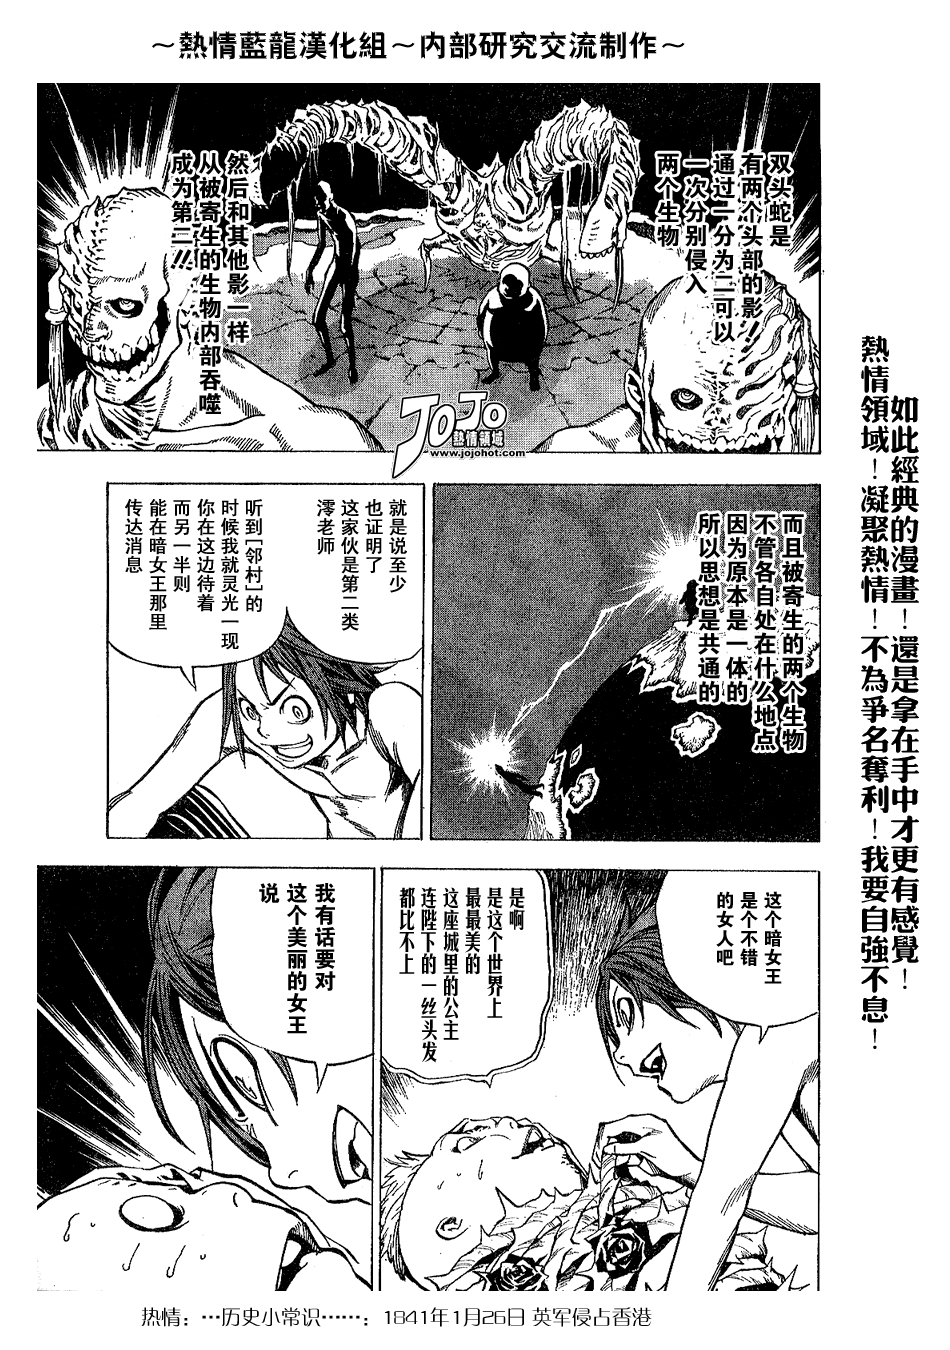 ～熱情藍龍漢化組～内部研究交流制作～
双头蛇是
有两个头部的影！
通过一分为二可以
一次分别侵入
两个生物
然后和其他影一样
从被寄生的生物内部吞噬
成为第二！！
JOJO
熱情領域
www.jojohot.com
而且被寄生的两个生物
不管各自处在什么地点
因为原本是一体的
所以思想是共通的
就是说至少
也证明了
这家伙是第二类
澪老师
听到［邻村］的
时候我就灵光一现
你在这边待着
而另一半则
能在暗女王那里
传达消息
这个暗女王
是个不错
的女人吧
是啊
是这个世界上
最最美的
这座城里的公主
连陛下的一丝头发
都比不上
我有话要对
这个美丽的女王
说
如此經典的漫畫！還是拿在手中才更有感覺！
熱情領域！凝聚熱情！不為爭名奪利！我要自強不息！
热情：…历史小常识……：1841年1月26日 英军侵占香港